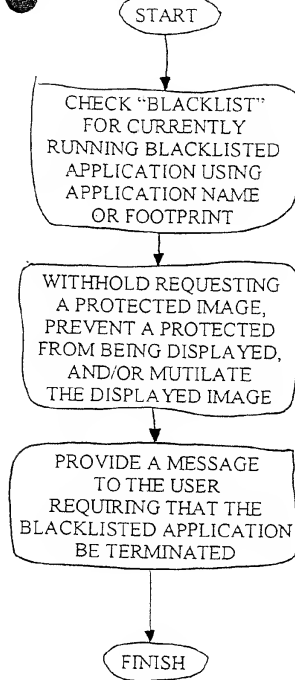 START
CHECK “BLACKLIST”
FOR CURRENTLY
RUNNING BLACKLISTED
APPLICATION USING
APPLICATION NAME
OR FOOTPRINT
WITHHOLD REQUESTING
A PROTECTED IMAGE,
PREVENT A PROTECTED
FROM BEING DISPLAYED,
AND/OR MUTILATE
THE DISPLAYED IMAGE
PROVIDE A MESSAGE
TO THE USER
REQUIRING THAT THE
BLACKLISTED APPLICATION
BE TERMINATED
FINISH